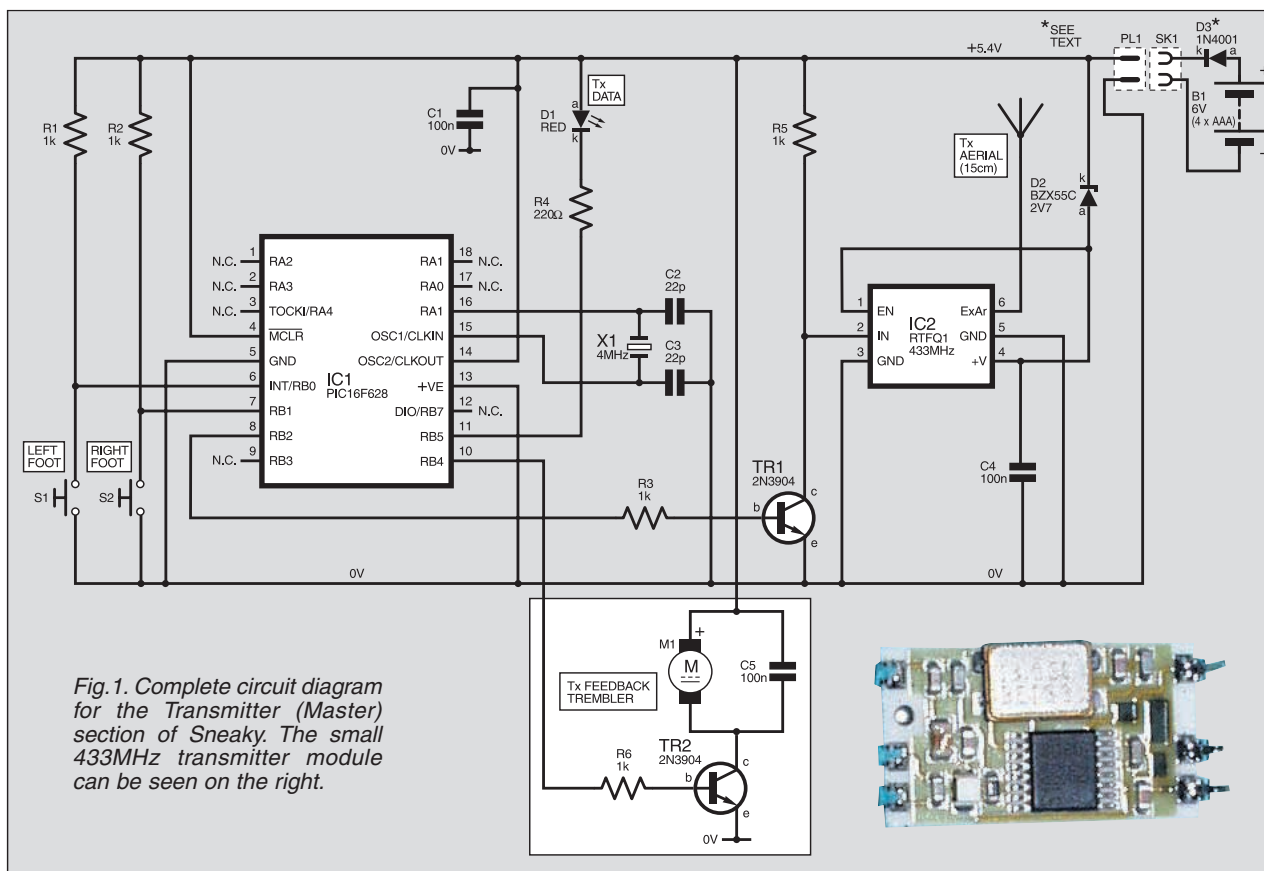 *SEE
TEXT
PL1
SK1
D3*
1N4001
k
a
+5.4V
+
B1
6V
(4 x AAA)
-
R1
1k
R2
1k
C1
100n
0V
a
D1
RED
k
Tx
DATA
R4
220Ω
R5
1k
Tx
AERIAL
(15cm)
k
D2
BZX55C
2V7
a
N.C.
1
RA2
N.C.
2
RA3
N.C.
3
TOCKI/RA4
4
MCLR
5
GND
6
INT/RB0
7
RB1
8
RB2
N.C.
9
RB3
IC1
PIC16F628
RA1
18
N.C.
RA0
17
N.C.
RA1
16
OSC1/CLKIN
15
OSC2/CLKOUT
14
+VE
13
DIO/RB7
12
N.C.
RB5
11
RB4
10
C2
22p
X1
4MHz
C3
22p
1
EN
2
IN
3
GND
IC2
RTFQ1
433MHz
ExAr
6
GND
5
+V
4
LEFT
FOOT
RIGHT
FOOT
S1
S2
R3
1k
TR1
2N3904
b
c
e
C4
100n
0V
0V
M1
+
M
C5
100n
Tx FEEDBACK
TREMBLER
TR2
2N3904
R6
1k
b
c
e
0V
Fig.1. Complete circuit diagram
for the Transmitter (Master)
section of Sneaky. The small
433MHz transmitter module
can be seen on the right.